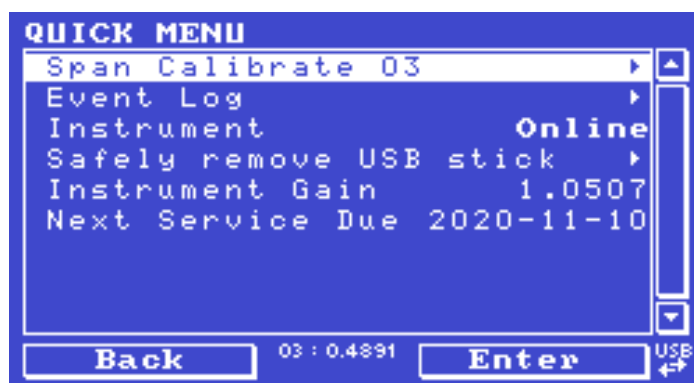 QUICK MENU
Span Calibrate O3
Event Log
Instrument Online
Safely remove USB stick
Instrument Gain 1.0507
Next Service Due 2020-11-10
Back O3 : 0.4891 Enter USB